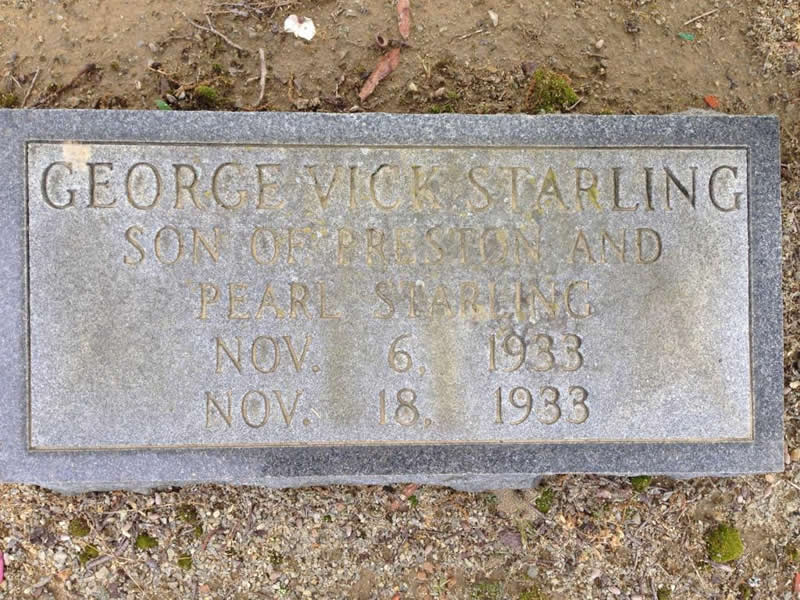 GEORGE VICK STARLING
SON OF PRESTON AND
PEARL STARLING
NOV. 6, 1933
NOV. 18, 1933